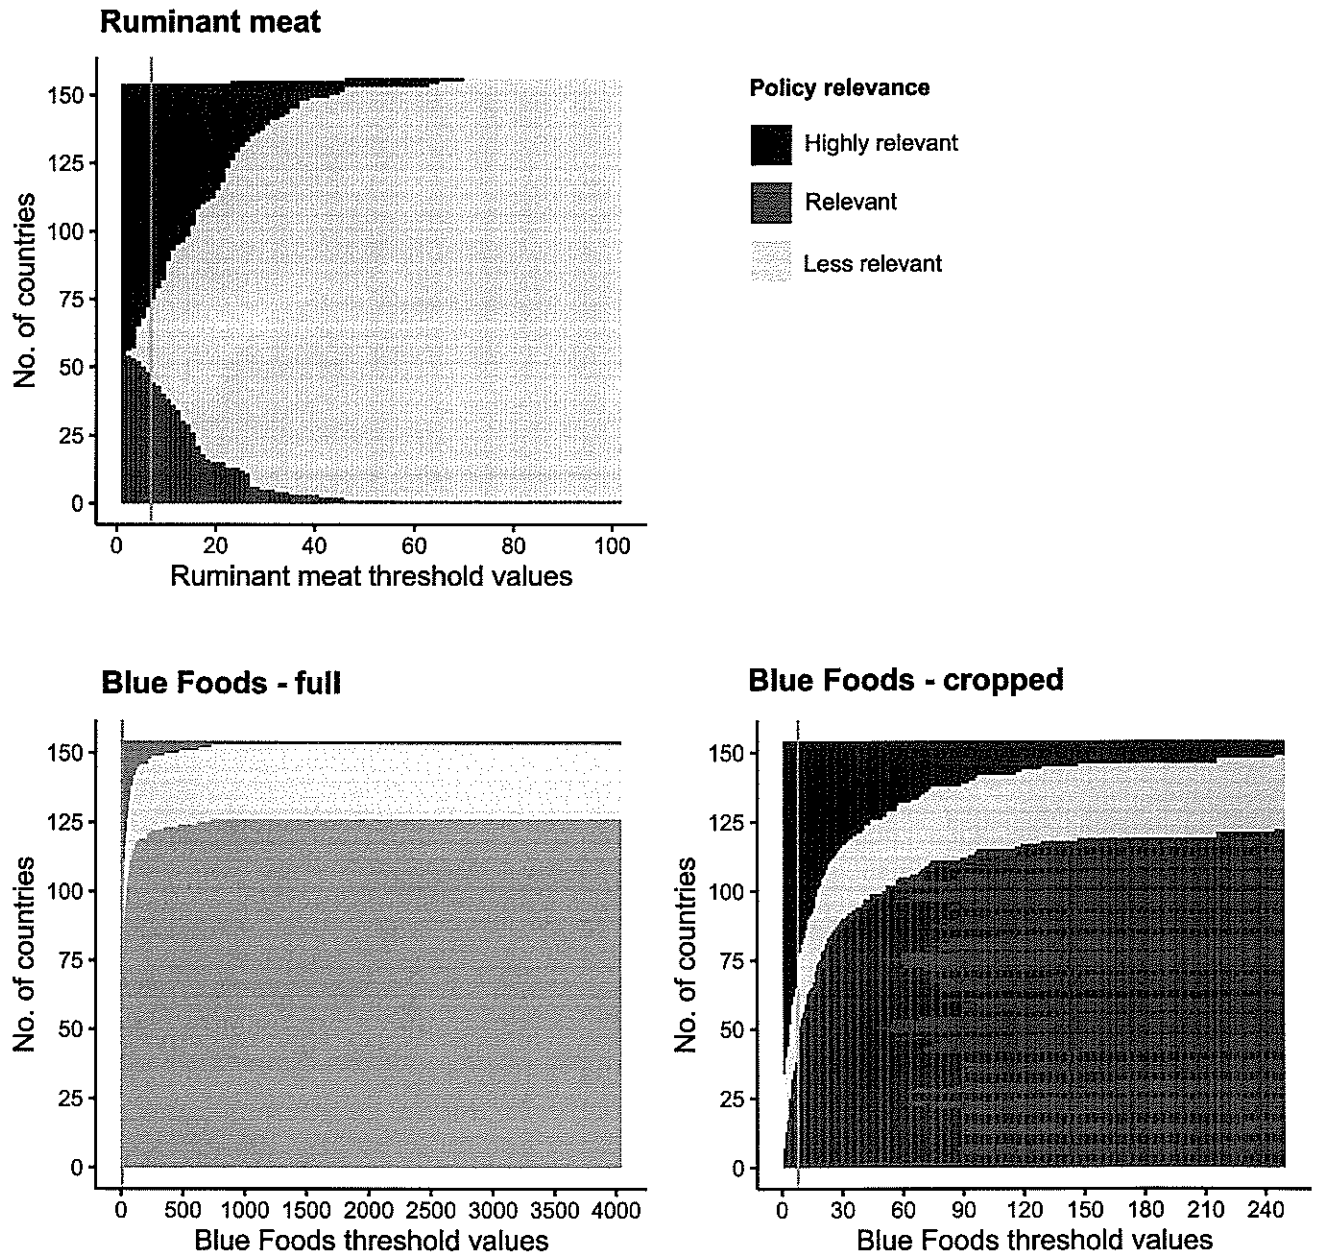 Ruminant meat
No. of countries
150
125
100
75
50
25
0
0 20 40 60 80 100
Ruminant meat threshold values
Policy relevance
Highly relevant
Relevant
Less relevant
Blue Foods - full
No. of countries
150
125
100
75
50
25
0
0 500 1000 1500 2000 2500 3000 3500 4000
Blue Foods threshold values
Blue Foods - cropped
No. of countries
150
125
100
75
50
25
0
0 30 60 90 120 150 180 210 240
Blue Foods threshold values